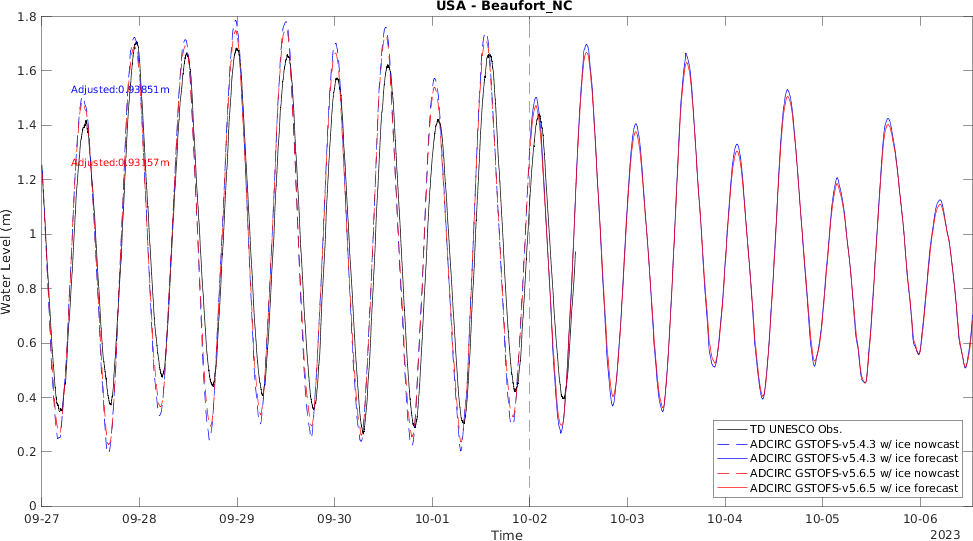 USA - Beaufort_NC
1.8
1.6
1.4
1.2
1
0.8
0.6
0.4
0.2
0
Water Level (m)
Adjusted:0.93851m
Adjusted:0.93157m
TD UNESCO Obs.
ADCIRC GSTOFS-v5.4.3 w/ ice nowcast
ADCIRC GSTOFS-v5.4.3 w/ ice forecast
ADCIRC GSTOFS-v5.6.5 w/ ice nowcast
ADCIRC GSTOFS-v5.6.5 w/ ice forecast
09-27 09-28 09-29 09-30 10-01 10-02 10-03 10-04 10-05 10-06
Time
2023